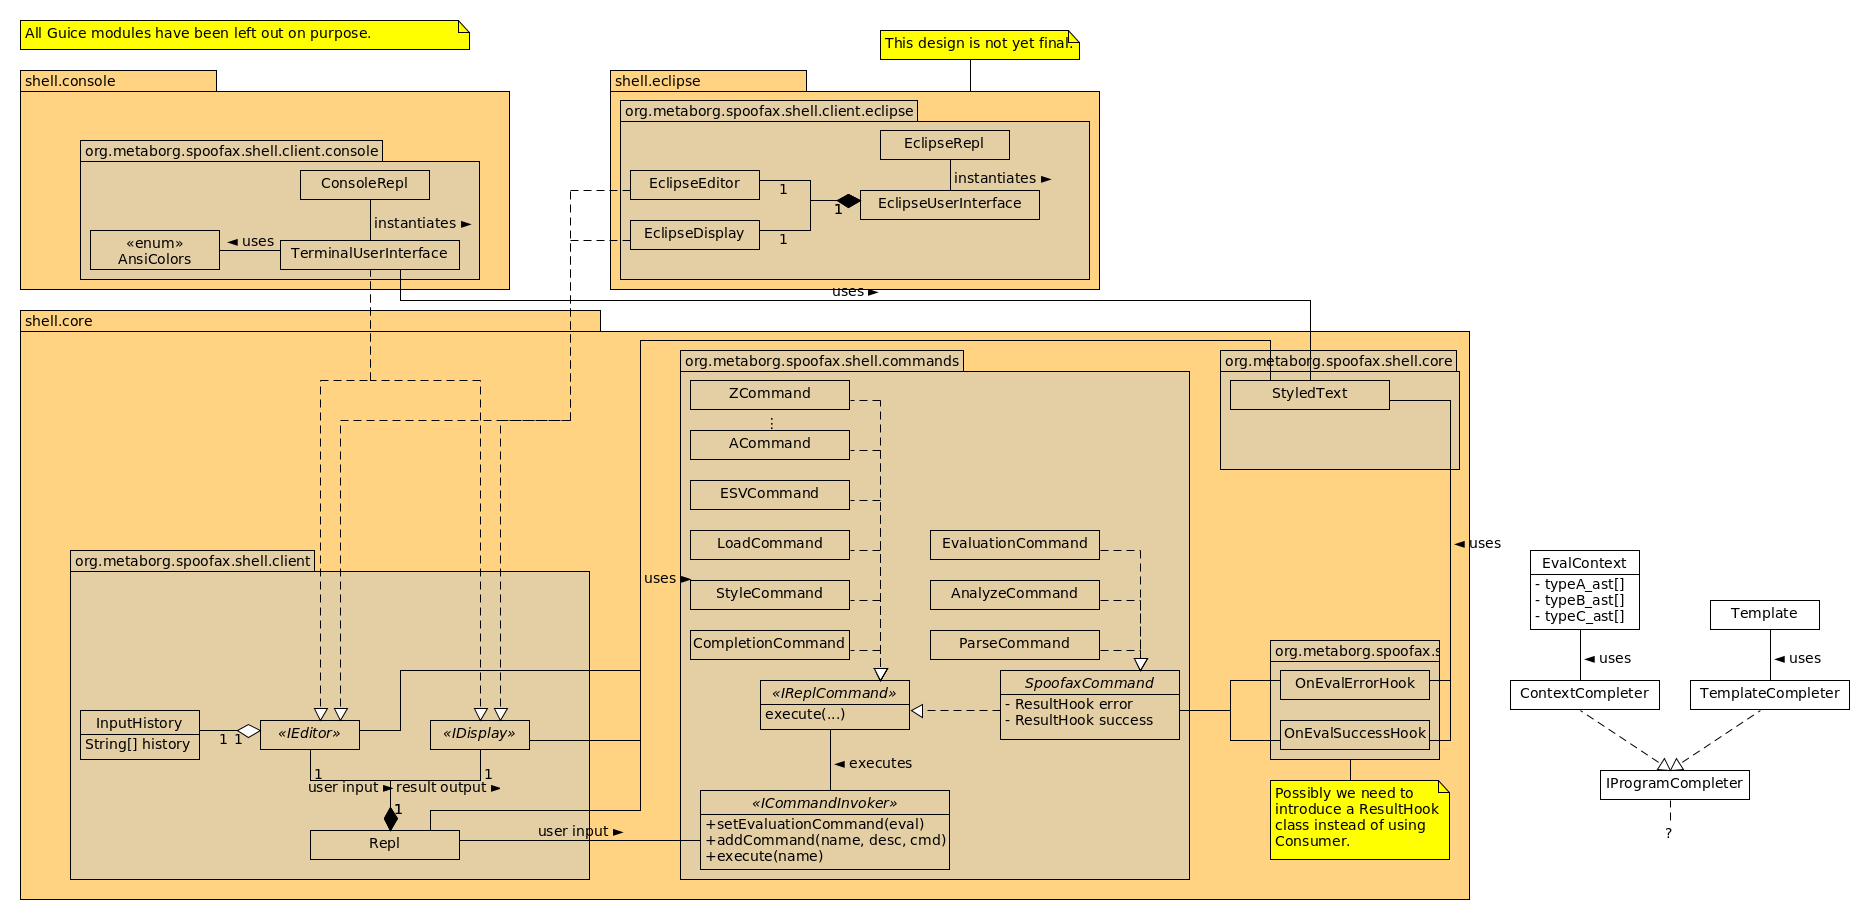 All Guice modules have been left out on purpose.
This design is not yet final.
shell.console
org.metaborg.spoofax.shell.client.console
ConsoleRepl
instantiates ►
«enum»
AnsiColors
◄ uses
TerminalUserInterface
shell.eclipse
org.metaborg.spoofax.shell.client.eclipse
EclipseRepl
instantiates ►
EclipseEditor
1
1
EclipseUserInterface
EclipseDisplay
1
uses ►
shell.core
org.metaborg.spoofax.shell.commands
ZCommand
⋮
ACommand
ESVCommand
LoadCommand
StyleCommand
CompletionCommand
EvaluationCommand
AnalyzeCommand
ParseCommand
uses ►
«IReplCommand»
execute(...)
SpoofaxCommand
- ResultHook error
- ResultHook success
◄ executes
«ICommandInvoker»
+setEvaluationCommand(eval)
+addCommand(name, desc, cmd)
+execute(name)
org.metaborg.spoofax.shell.core
StyledText
◄ uses
org.metaborg.spoofax.shell.client
InputHistory
String[] history
1 1
«IEditor»
«IDisplay»
1
1
user input ►
result output ►
1
Repl
user input ►
org.metaborg.spoofax.s
OnEvalErrorHook
OnEvalSuccessHook
Possibly we need to
introduce a ResultHook
class instead of using
Consumer.
EvalContext
- typeA_ast[]
- typeB_ast[]
- typeC_ast[]
◄ uses
ContextCompleter
Template
◄ uses
TemplateCompleter
IProgramCompleter
?